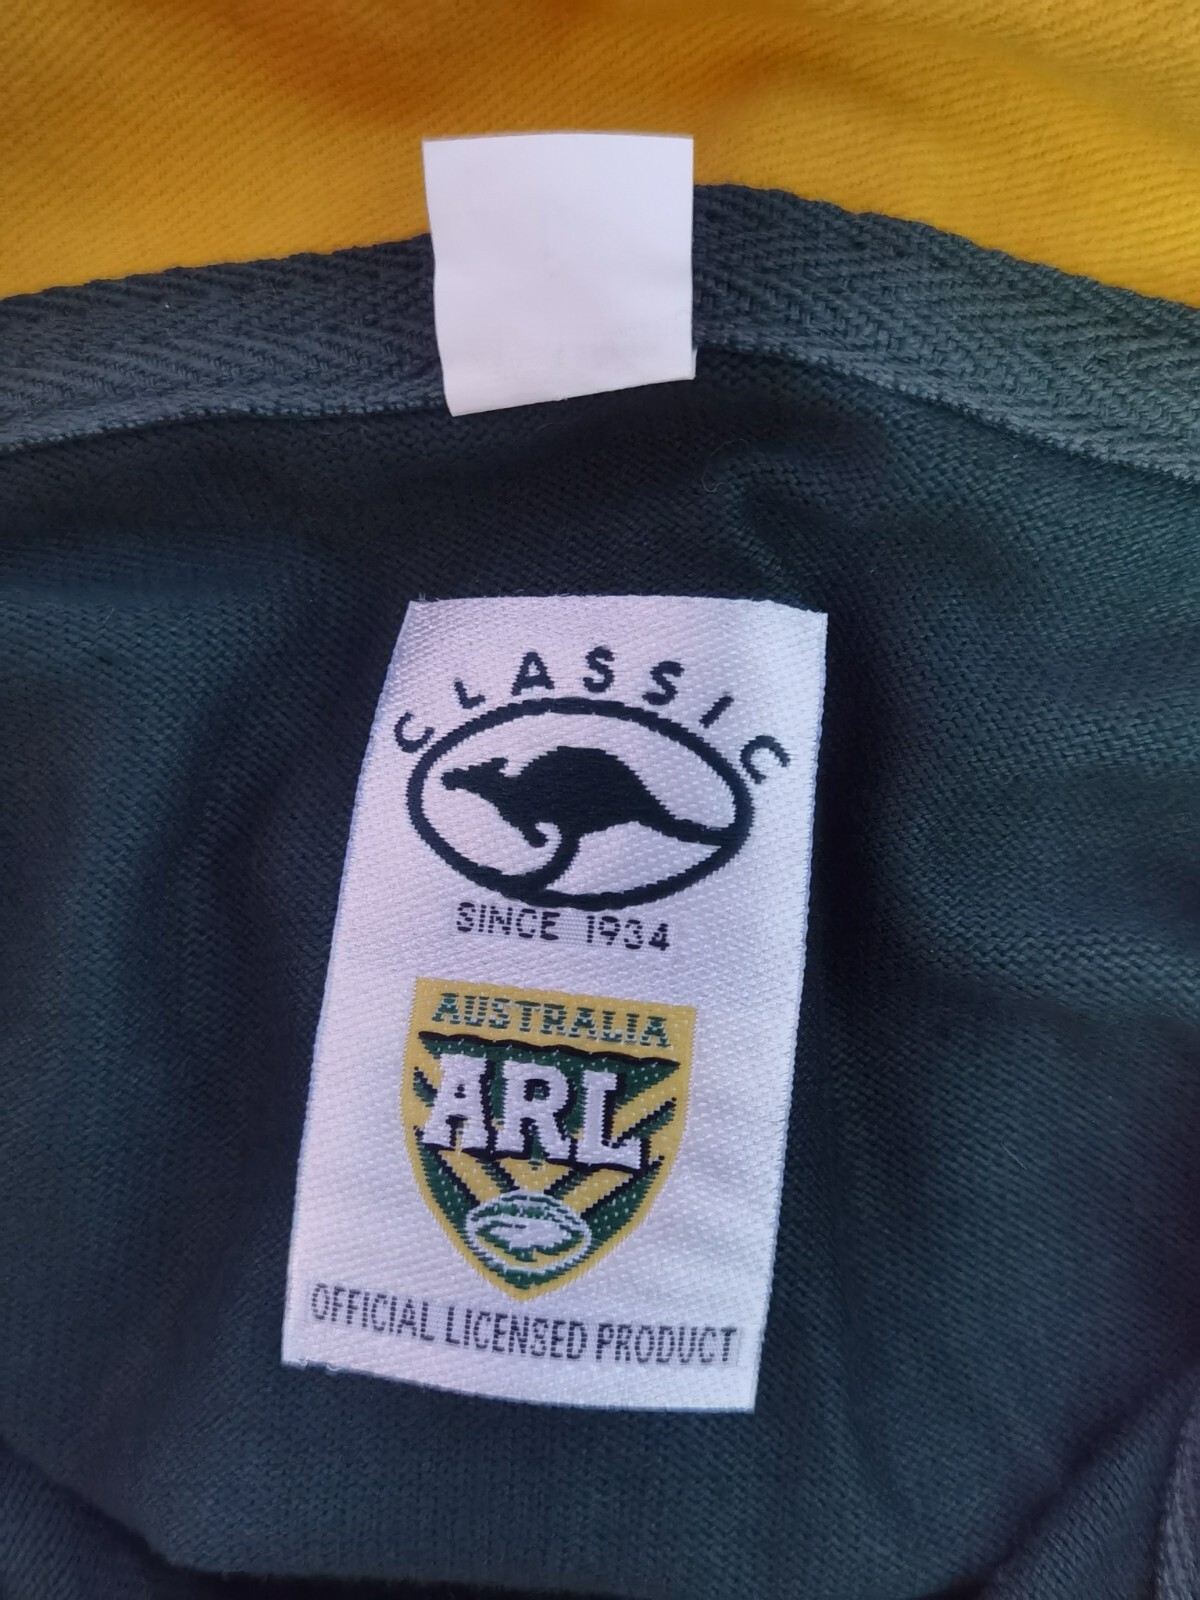 CLASSIC
SINCE 1934
AUSTRALIA
ARL
OFFICIAL LICENSED PRODUCT